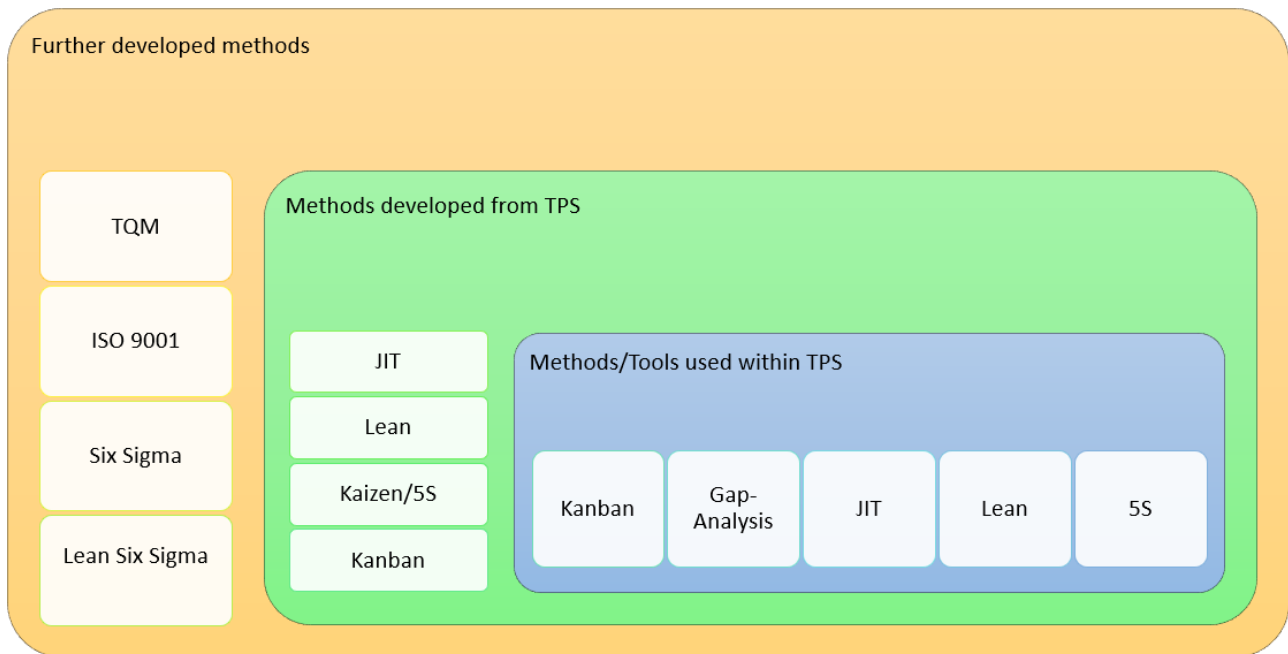 Further developed methods
TQM
ISO 9001
Six Sigma
Lean Six Sigma
Methods developed from TPS
JIT
Lean
Kaizen/5S
Kanban
Methods/Tools used within TPS
Kanban
Gap-
Analysis
JIT
Lean
5S